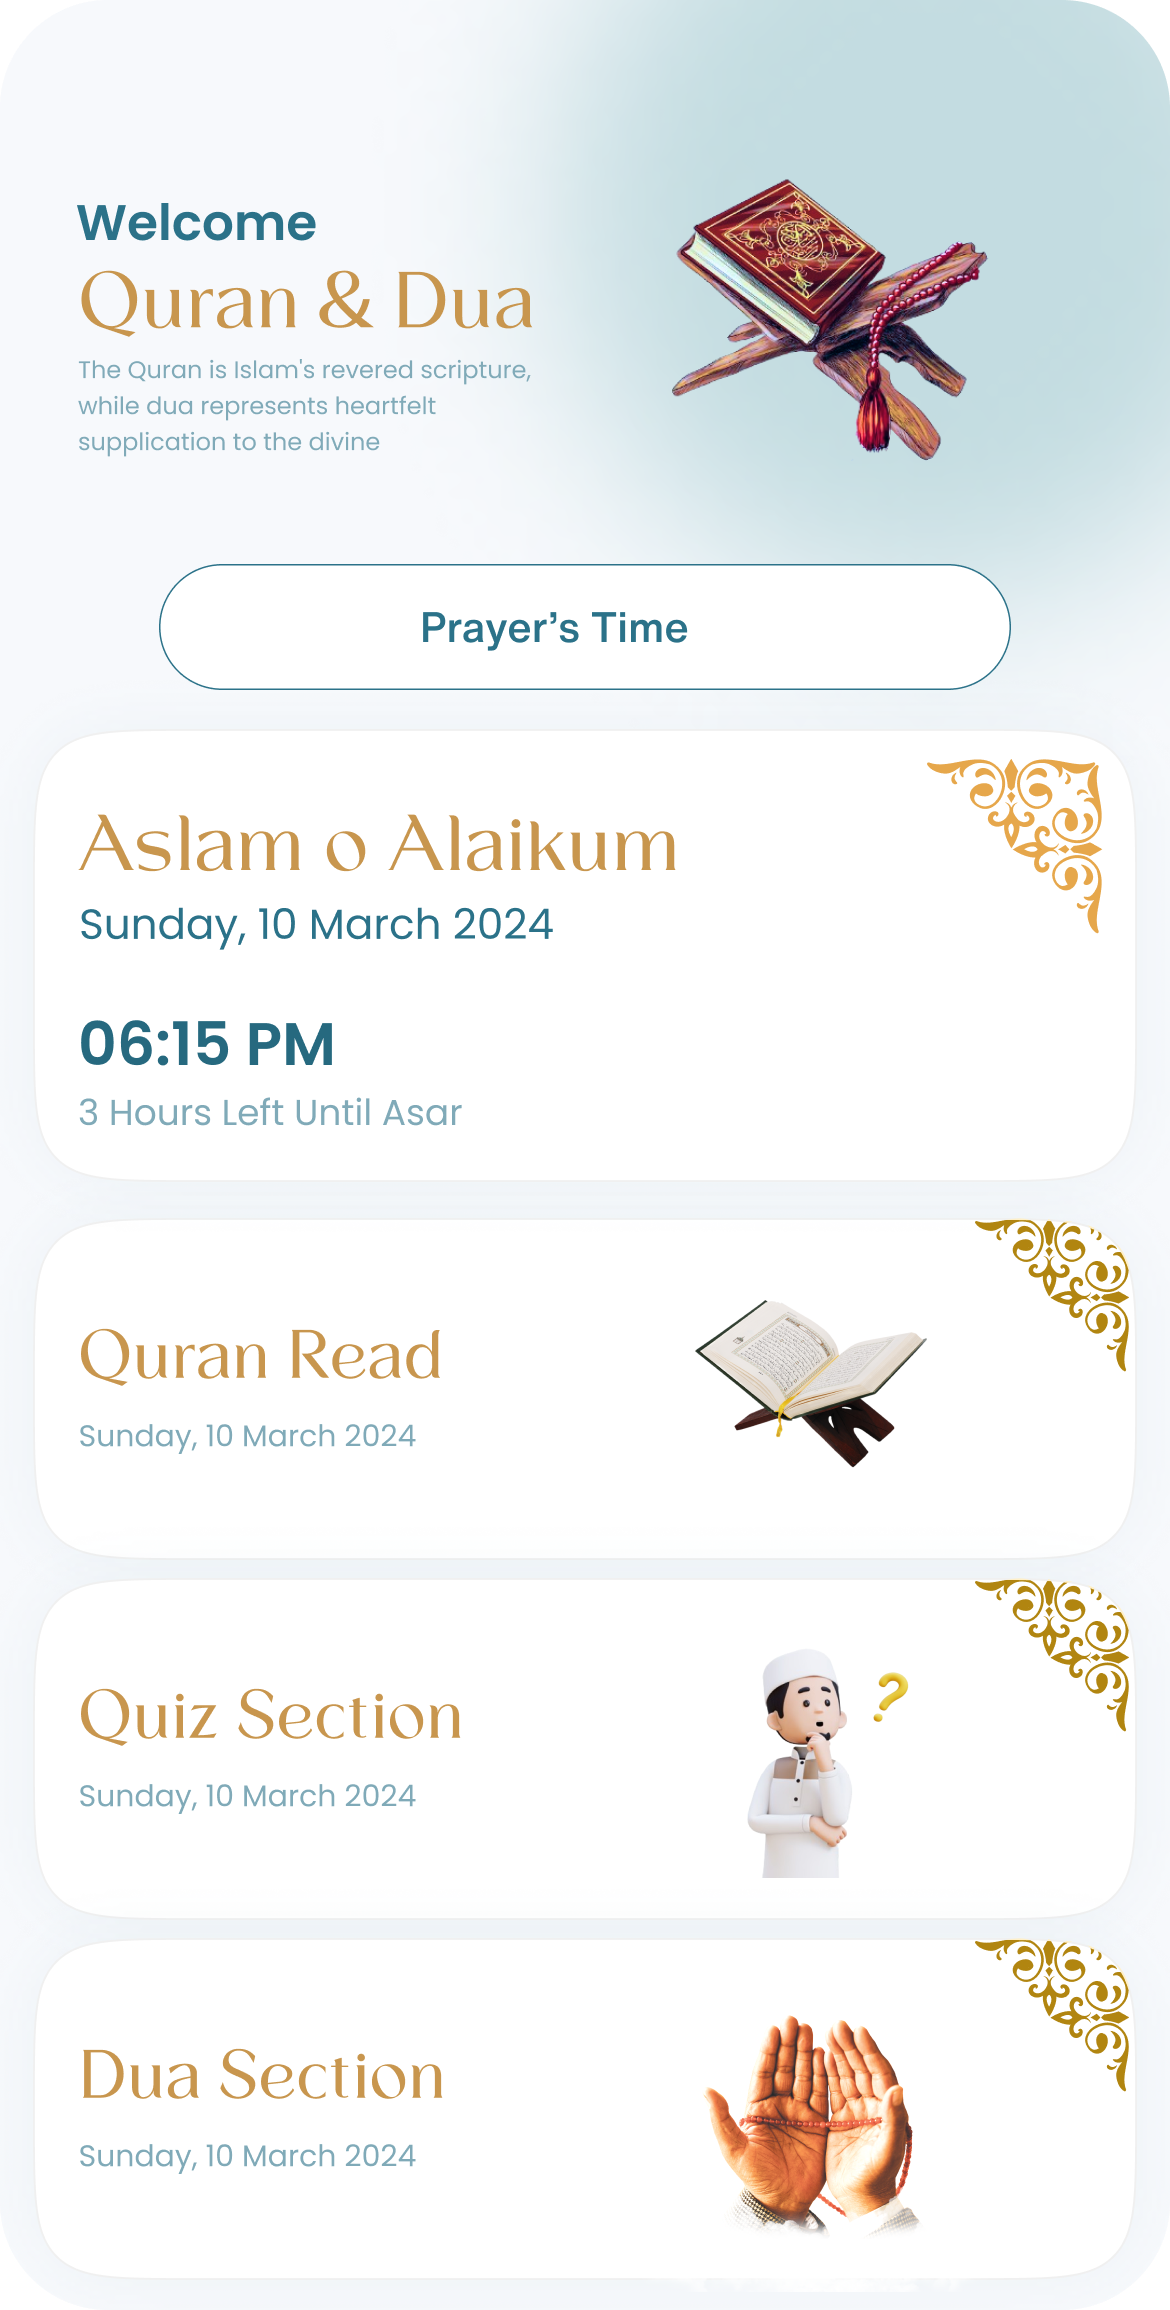 Welcome
Quran & Dua
The Quran is Islam's revered scripture,
while dua represents heartfelt
supplication to the divine
Prayer’s Time
Aslam o Alaikum
Sunday, 10 March 2024
06:15 PM
3 Hours Left Until Asar
Quran Read
Sunday, 10 March 2024
Quiz Section
Sunday, 10 March 2024
Dua Section
Sunday, 10 March 2024